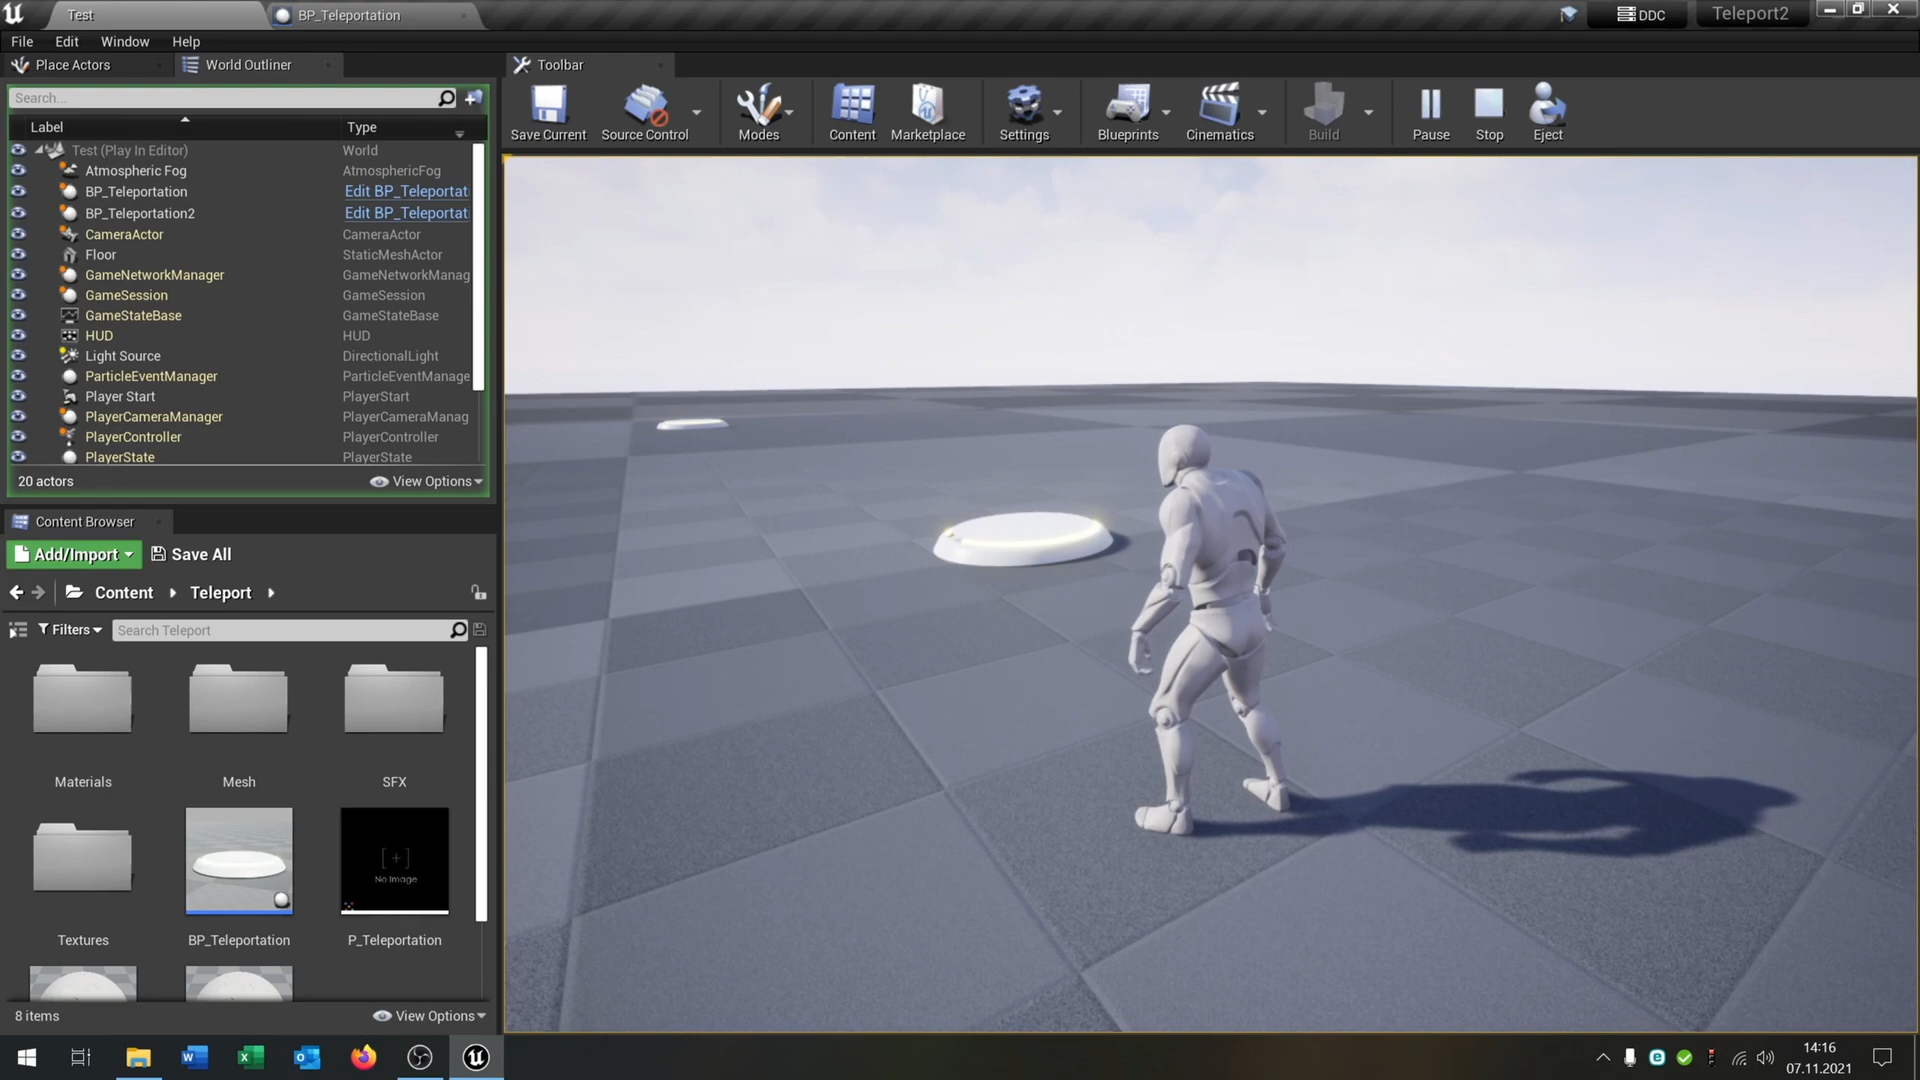 Test
BP_Teleportation
DDC
Teleport2
File Edit Window Help
Place Actors
World Outliner
Toolbar
Search...
Label Type
Test (Play In Editor) World
Atmospheric Fog AtmosphericFog
BP_Teleportation Edit BP_Teleportat
BP_Teleportation2 Edit BP_Teleportat
CameraActor CameraActor
Floor StaticMeshActor
GameNetworkManager GameNetworkManag
GameSession GameSession
GameStateBase GameStateBase
HUD HUD
Light Source DirectionalLight
ParticleEventManager ParticleEventManage
Player Start PlayerStart
PlayerCameraManager PlayerCameraManag
PlayerController PlayerController
PlayerState PlayerState
20 actors View Options
Save Current Source Control Modes Content Marketplace Settings Blueprints Cinematics Build Pause Stop Eject
Content Browser
Add/Import Save All
Content Teleport
Filters Search Teleport
Materials Mesh SFX
[+]
No Image
Textures BP_Teleportation P_Teleportation
8 items View Options
14:16
07.11.2021